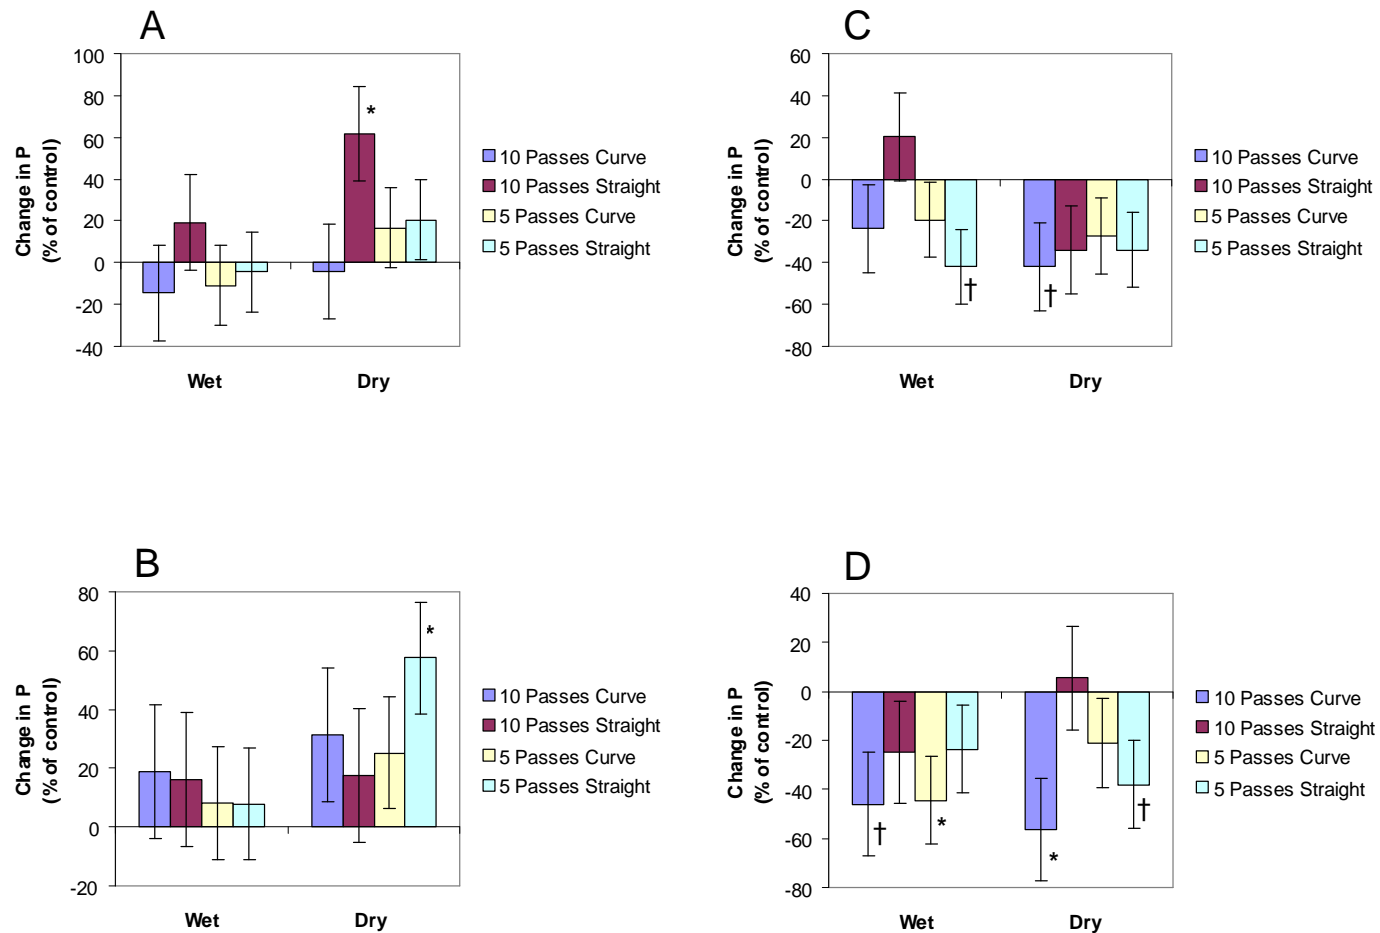 A
Change in P
(% of control)
100
80
60
40
20
0
-20
-40
*
Wet Dry
10 Passes Curve
10 Passes Straight
5 Passes Curve
5 Passes Straight
C
Change in P
(% of control)
60
40
20
0
-20
-40
-60
-80
† †
Wet Dry
10 Passes Curve
10 Passes Straight
5 Passes Curve
5 Passes Straight
B
Change in P
(% of control)
80
60
40
20
0
-20
*
Wet Dry
10 Passes Curve
10 Passes Straight
5 Passes Curve
5 Passes Straight
D
Change in P
(% of control)
40
20
0
-20
-40
-60
-80
† * * †
Wet Dry
10 Passes Curve
10 Passes Straight
5 Passes Curve
5 Passes Straight